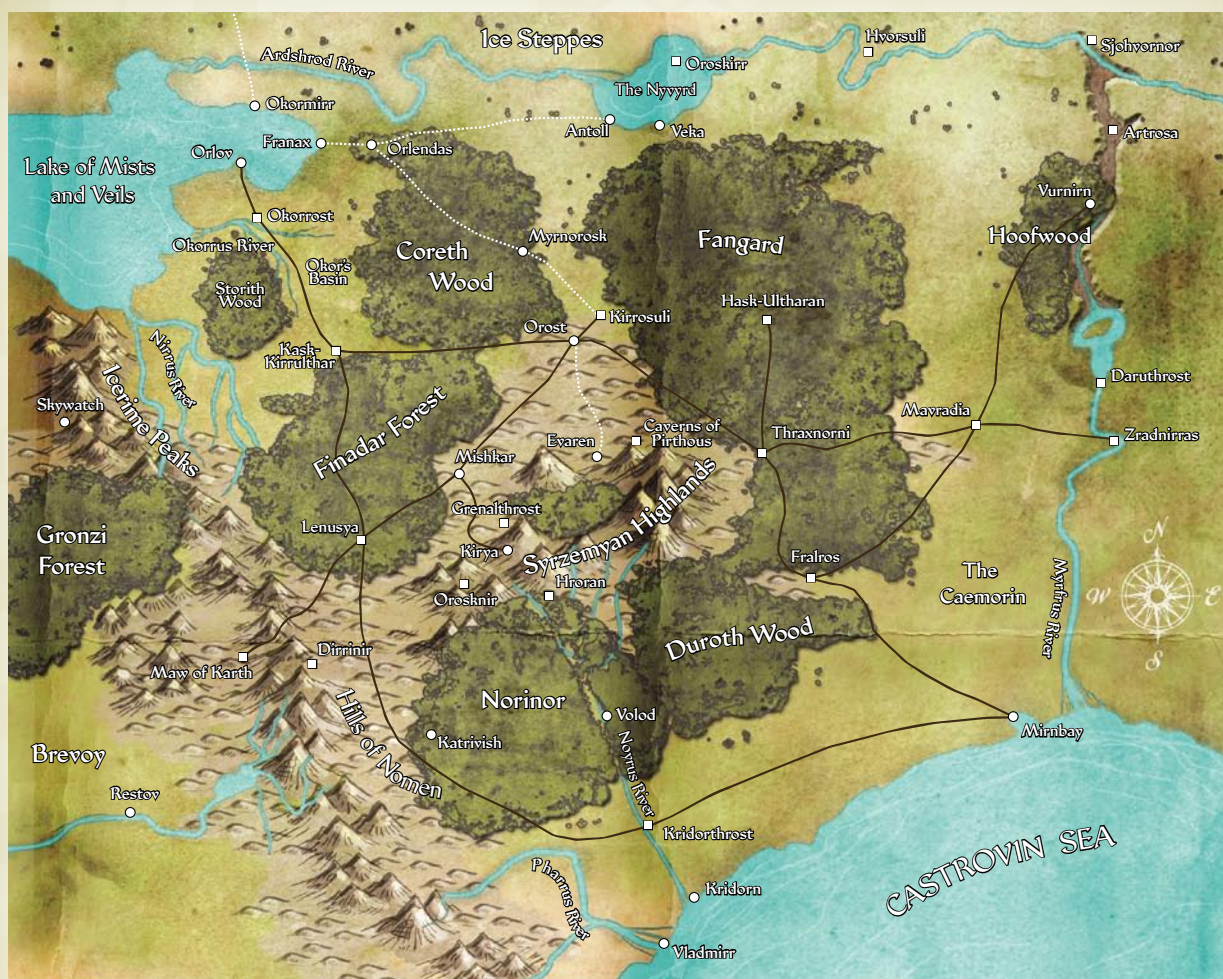 Ice Steppes
Hvorsuli
Sjohvornor
Ardshrod River
Oroskirr
The Nyvyrd
Okormirr
Antoll
Veka
Artrosa
Franax
Orlendas
Orlov
Lake of Mists
and Veils
Vurnirn
Okorrost
Okorrus River
Myrnorosk
Fangard
Hoofwood
Coreth
Wood
Okor's
Basin
Storith
Wood
Hask-Ultharan
Kirrosuli
Orost
Kask-
Kirrulthar
Ninrus River
Icerime Peaks
Skywatch
Daruthrost
Mavradia
Finadar Forest
Evaren
Caverns of
Pirthous
Thraxnorni
Zradnirras
Mishkar
Grenalthrost
Syrzemyan Highlands
Lenusya
Gronzi
Forest
Kirya
Fralros
Hroran
Orosknir
The
Caemorin
Myrfrus River
N
W
E
S
Duroth Wood
Maw of Karth
Dirrinir
Norinor
Hills of Nomen
Volod
Katrivish
Mirnbay
Noyrus River
Brevoy
Restov
Kridorthrost
CASTROVIN SEA
Pharrus River
Kridorn
Vladmirr